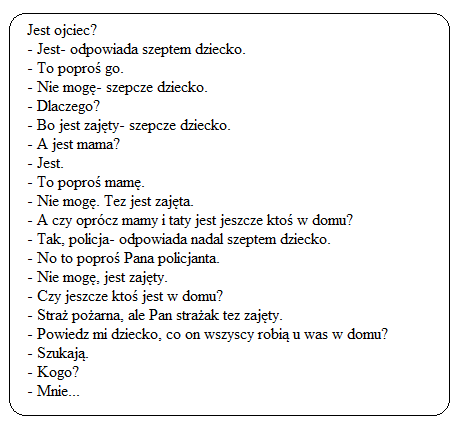 Jest ojciec?
- Jest- odpowiada szeptem dziecko.
- To poproś go.
- Nie mogę- szepcze dziecko.
- Dlaczego?
- Bo jest zajęty- szepcze dziecko.
- A jest mama?
- Jest.
- To poproś mamę.
- Nie mogę. Tez jest zajęta.
- A czy oprócz mamy i taty jest jeszcze ktoś w domu?
- Tak, policja- odpowiada nadal szeptem dziecko.
- No to poproś Pana policjanta.
- Nie mogę, jest zajęty.
- Czy jeszcze ktoś jest w domu?
- Straż pożarna, ale Pan strażak tez zajęty.
- Powiedz mi dziecko, co on wszyscy robią u was w domu?
- Szukają.
- Kogo?
- Mnie...